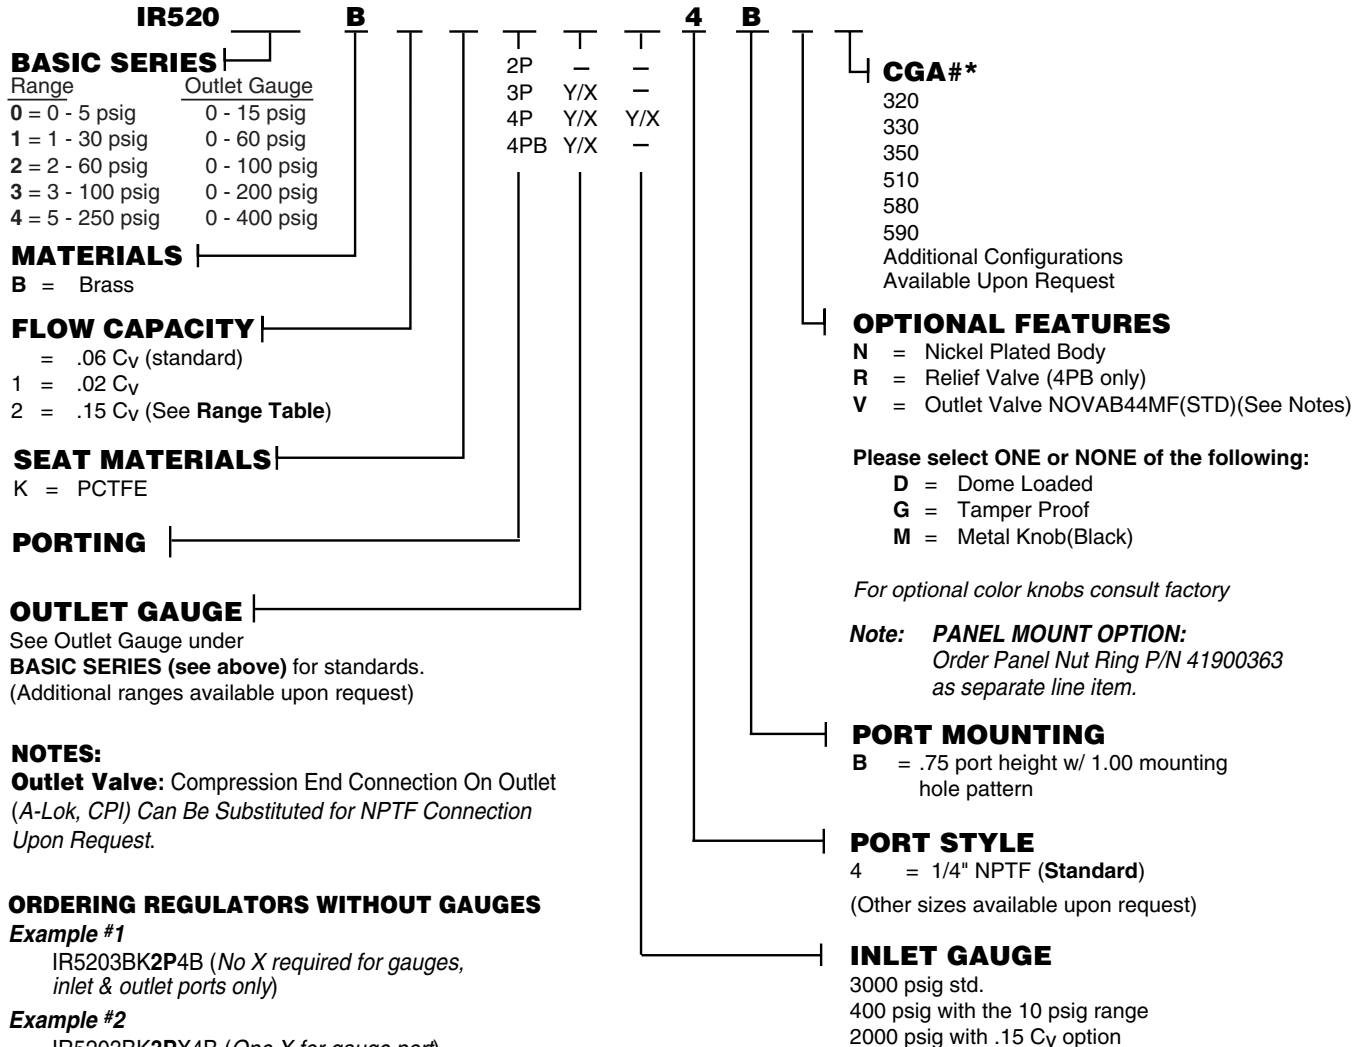 IR520 B 4 B
BASIC SERIES
Range Outlet Gauge
0 = 0 - 5 psig 0 - 15 psig
1 = 1 - 30 psig 0 - 60 psig
2 = 2 - 60 psig 0 - 100 psig
3 = 3 - 100 psig 0 - 200 psig
4 = 5 - 250 psig 0 - 400 psig
MATERIALS
B = Brass
FLOW CAPACITY
= .06 CV (standard)
1 = .02 CV
2 = .15 CV (See Range Table)
SEAT MATERIALS
K = PCTFE
PORTING
2P – –
3P Y/X –
4P Y/X Y/X
4PB Y/X –
OUTLET GAUGE
See Outlet Gauge under
BASIC SERIES (see above) for standards.
(Additional ranges available upon request)
NOTES:
Outlet Valve: Compression End Connection On Outlet
(A-Lok, CPI) Can Be Substituted for NPTF Connection
Upon Request.
ORDERING REGULATORS WITHOUT GAUGES
Example #1
IR5203BK2P4B (No X required for gauges,
inlet & outlet ports only)
Example #2
IR5203BK3PX4B (One X for gauge port)
CGA#*
320
330
350
510
580
590
Additional Configurations
Available Upon Request
OPTIONAL FEATURES
N = Nickel Plated Body
R = Relief Valve (4PB only)
V = Outlet Valve NOVAB44MF(STD)(See Notes)
Please select ONE or NONE of the following:
D = Dome Loaded
G = Tamper Proof
M = Metal Knob(Black)
For optional color knobs consult factory
Note: PANEL MOUNT OPTION:
Order Panel Nut Ring P/N 41900363
as separate line item.
PORT MOUNTING
B = .75 port height w/ 1.00 mounting
hole pattern
PORT STYLE
4 = 1/4" NPTF (Standard)
(Other sizes available upon request)
INLET GAUGE
3000 psig std.
400 psig with the 10 psig range
2000 psig with .15 CV option